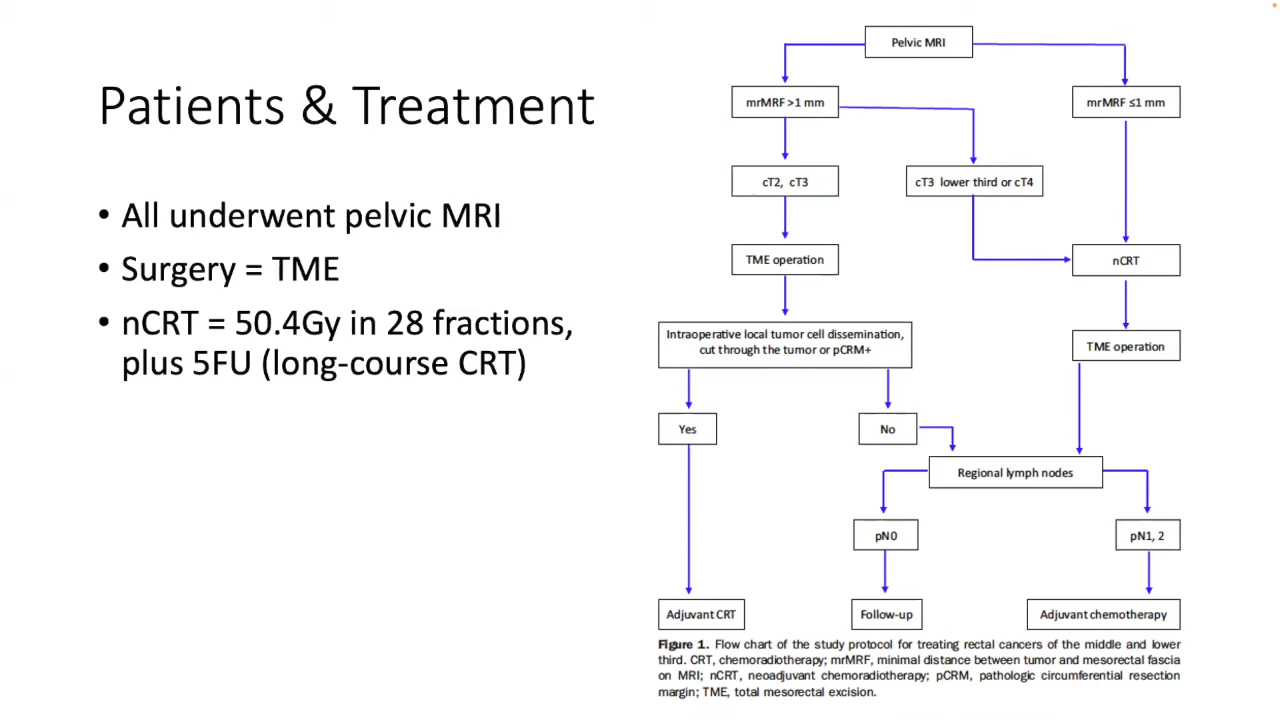 Patients & Treatment
• All underwent pelvic MRI
• Surgery = TME
• nCRT = 50.4Gy in 28 fractions,
plus 5FU (long-course CRT)
Pelvic MRI
mrMRF >1 mm
mrMRF ≤1 mm
cT2, cT3
cT3 lower third or cT4
TME operation
nCRT
Intraoperative local tumor cell dissemination,
cut through the tumor or pCRM+
TME operation
Yes
No
Regional lymph nodes
pN0
pN1, 2
Adjuvant CRT
Follow-up
Adjuvant chemotherapy
Figure 1. Flow chart of the study protocol for treating rectal cancers of the middle and lower
third. CRT, chemoradiotherapy; mrMRF, minimal distance between tumor and mesorectal fascia
on MRI; nCRT, neoadjuvant chemoradiotherapy; pCRM, pathologic circumferential resection
margin; TME, total mesorectal excision.